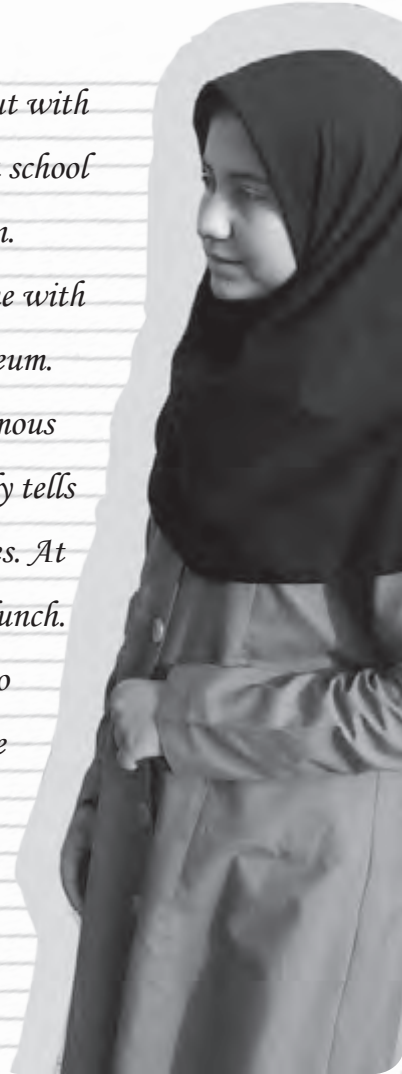 ut with
school
n.
e with
eum.
nous
y tells
es. At
unch.
o
e